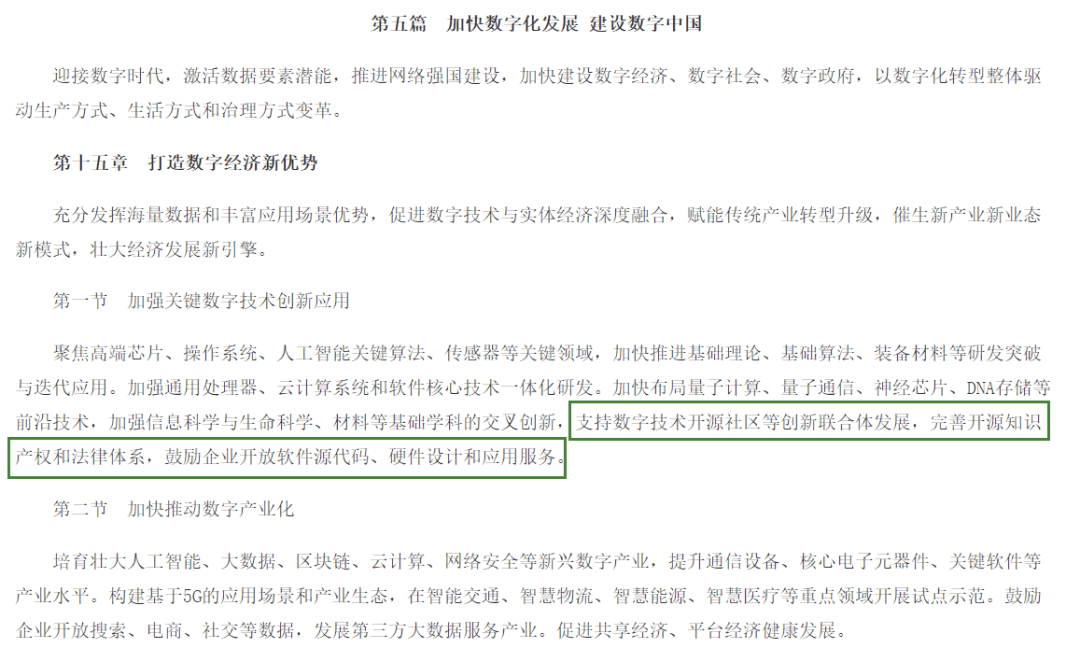 第五篇　加快数字化发展 建设数字中国
迎接数字时代，激活数据要素潜能，推进网络强国建设，加快建设数字经济、数字社会、数字政府，以数字化转型整体驱
动生产方式、生活方式和治理方式变革。
第十五章　打造数字经济新优势
充分发挥海量数据和丰富应用场景优势，促进数字技术与实体经济深度融合，赋能传统产业转型升级，催生新产业新业态
新模式，壮大经济发展新引擎。
第一节　加强关键数字技术创新应用
聚焦高端芯片、操作系统、人工智能关键算法、传感器等关键领域，加快推进基础理论、基础算法、装备材料等研发突破
与迭代应用。加强通用处理器、云计算系统和软件核心技术一体化研发。加快布局量子计算、量子通信、神经芯片、DNA存储等
前沿技术，加强信息科学与生命科学、材料等基础学科的交叉创新，支持数字技术开源社区等创新联合体发展，完善开源知识
产权和法律体系，鼓励企业开放软件源代码、硬件设计和应用服务。
第二节　加快推动数字产业化
培育壮大人工智能、大数据、区块链、云计算、网络安全等新兴数字产业，提升通信设备、核心电子元器件、关键软件等
产业水平。构建基于5G的应用场景和产业生态，在智能交通、智慧物流、智慧能源、智慧医疗等重点领域开展试点示范。鼓励
企业开放搜索、电商、社交等数据，发展第三方大数据服务产业。促进共享经济、平台经济健康发展。